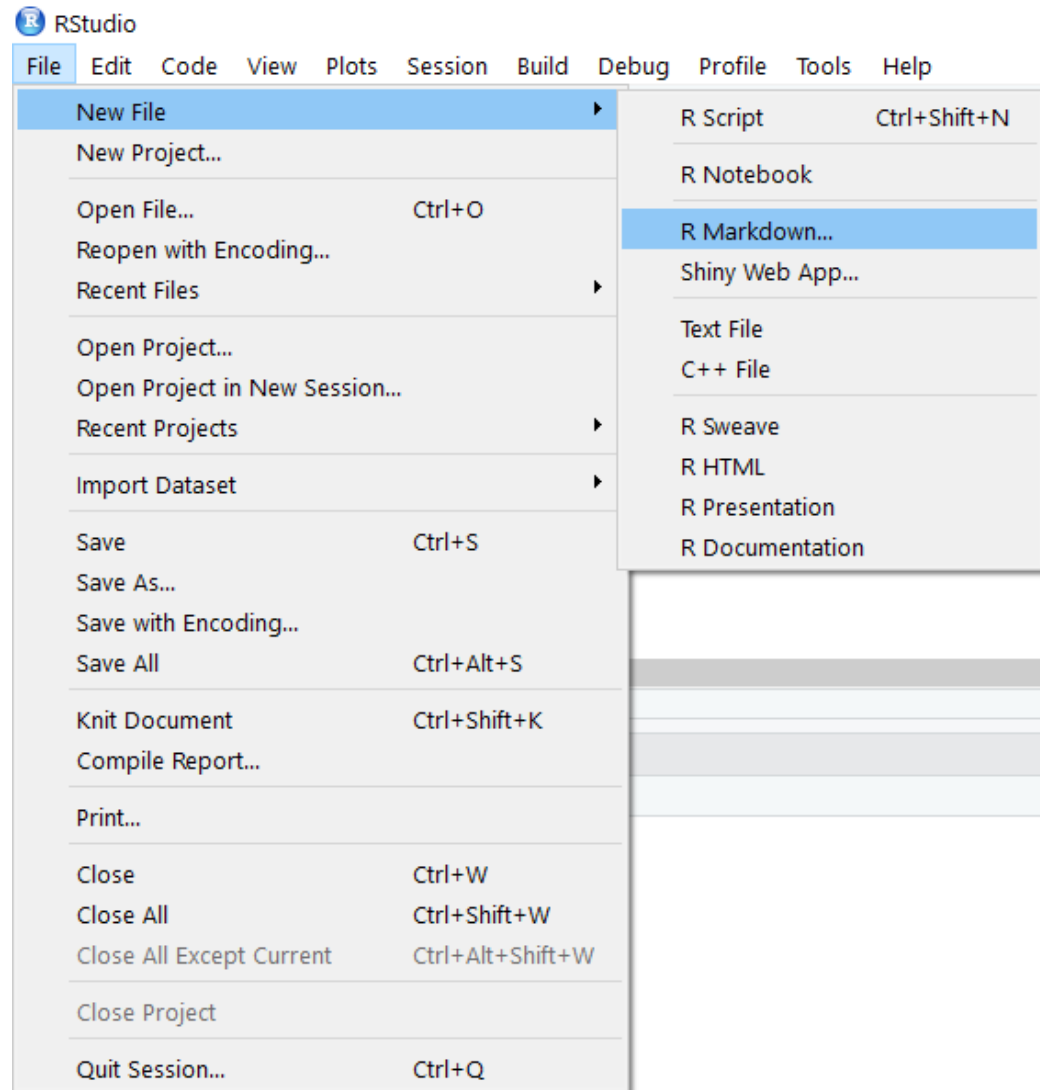 RStudio
File Edit Code View Plots Session Build Debug Profile Tools Help
New File
New Project...
Open File... Ctrl+O
Reopen with Encoding...
Recent Files
Open Project...
Open Project in New Session...
Recent Projects
Import Dataset
Save Ctrl+S
Save As...
Save with Encoding...
Save All Ctrl+Alt+S
Knit Document Ctrl+Shift+K
Compile Report...
Print...
Close Ctrl+W
Close All Ctrl+Shift+W
Close All Except Current Ctrl+Alt+Shift+W
Close Project
Quit Session... Ctrl+Q
R Script Ctrl+Shift+N
R Notebook
R Markdown...
Shiny Web App...
Text File
C++ File
R Sweave
R HTML
R Presentation
R Documentation